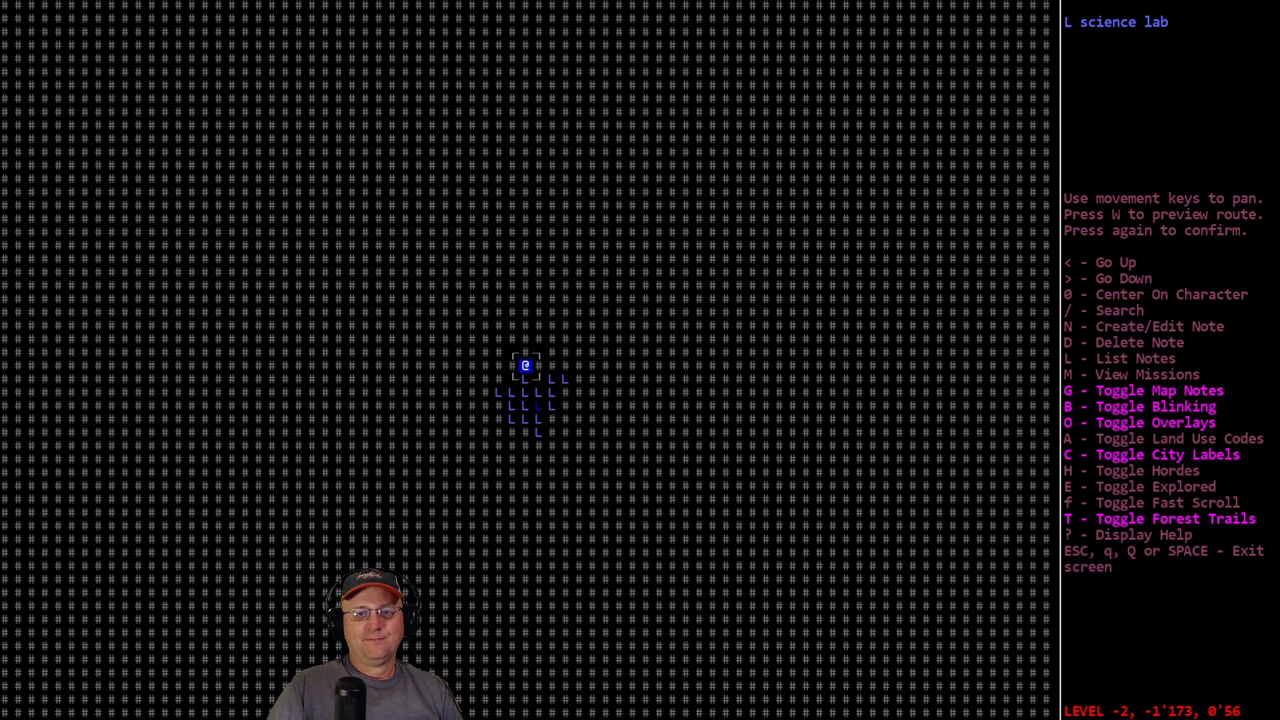 L science lab
Use movement keys to pan.
Press W to preview route.
Press again to confirm.
< - Go Up
> - Go Down
0 - Center On Character
/ - Search
N - Create/Edit Note
D - Delete Note
L - List Notes
M - View Missions
G - Toggle Map Notes
B - Toggle Blinking
O - Toggle Overlays
A - Toggle Land Use Codes
C - Toggle City Labels
H - Toggle Hordes
E - Toggle Explored
f - Toggle Fast Scroll
T - Toggle Forest Trails
? - Display Help
ESC, q, Q or SPACE - Exit
screen
@
L L L
L L L L L
L L L L
L L L
L
LEVEL -2, -1'173, 0'56